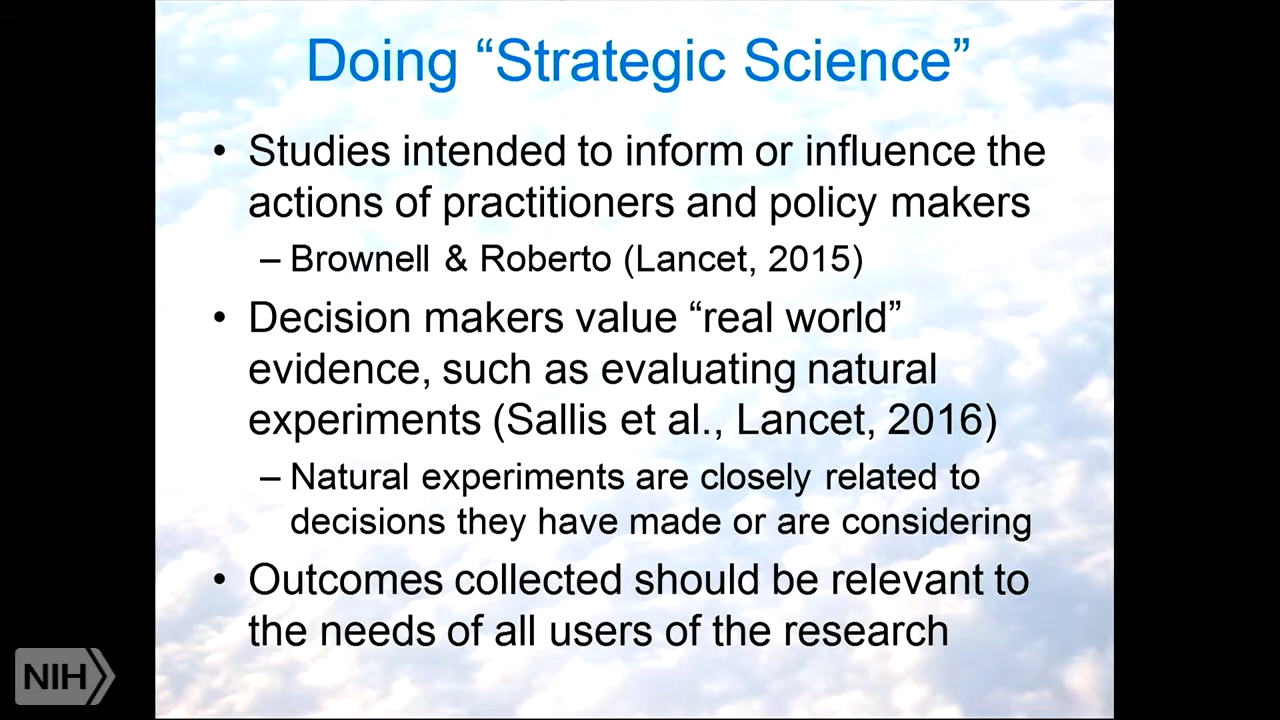 Doing “Strategic Science”
• Studies intended to inform or influence the
actions of practitioners and policy makers
– Brownell & Roberto (Lancet, 2015)
• Decision makers value “real world”
evidence, such as evaluating natural
experiments (Sallis et al., Lancet, 2016)
– Natural experiments are closely related to
decisions they have made or are considering
• Outcomes collected should be relevant to
the needs of all users of the research
NIH